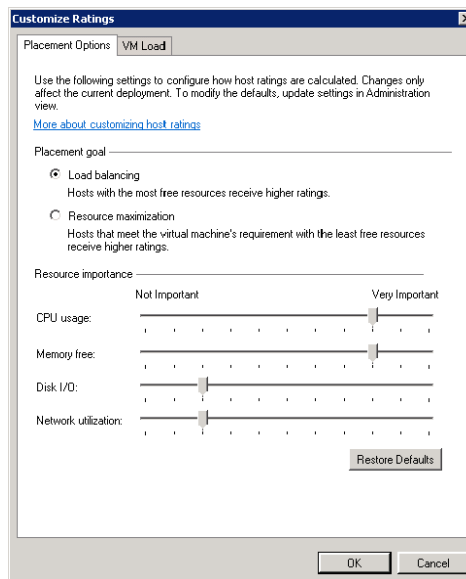 Customize Ratings
Placement Options
VM Load
Use the following settings to configure how host ratings are calculated. Changes only
affect the current deployment. To modify the defaults, update settings in Administration
view.
More about customizing host ratings
Placement goal
Load balancing
Hosts with the most free resources receive higher ratings.
Resource maximization
Hosts that meet the virtual machine's requirement with the least free resources
receive higher ratings.
Resource importance
Not Important
Very Important
CPU usage:
Memory free:
Disk I/O:
Network utilization:
Restore Defaults
OK
Cancel